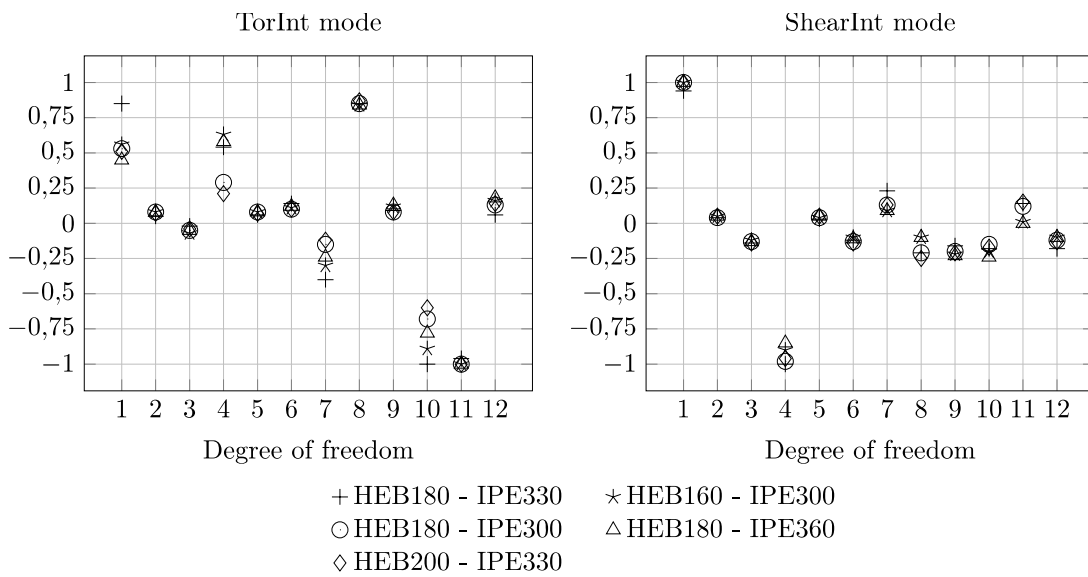 TorInt mode
ShearInt mode
1
0,75
0,5
0,25
0
−0,25
−0,5
−0,75
−1
1 2 3 4 5 6 7 8 9 10 11 12
Degree of freedom
1
0,75
0,5
0,25
0
−0,25
−0,5
−0,75
−1
1 2 3 4 5 6 7 8 9 10 11 12
Degree of freedom
HEB180 - IPE330
HEB160 - IPE300
HEB180 - IPE300
HEB180 - IPE360
HEB200 - IPE330